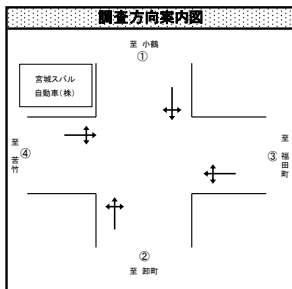 調査方向案内図
至 小鶴
①
宮城スバル
自動車(株)
至 苦竹
④
③
至 福田町
②
至 卸町